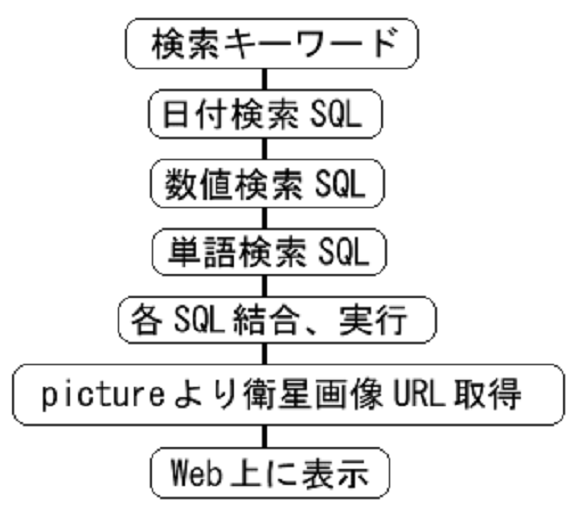 検索キーワード
日付検索 SQL
数値検索 SQL
単語検索 SQL
各 SQL 結合、実行
pictureより衛星画像 URL 取得
Web 上に表示